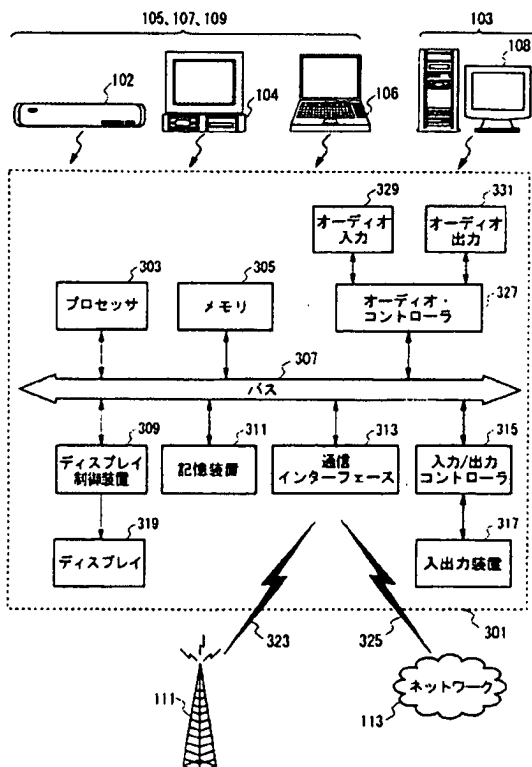 105、107、109
103
102
104
106
108
329
331
オーディオ
入力
オーディオ
出力
303
305
327
プロセッサ
メモリ
オーディオ・
コントローラ
307
バス
309
311
313
315
ディスプレイ
制御装置
記憶装置
通信
インターフェース
入力/出力
コントローラ
319
317
ディスプレイ
入出力装置
301
323
325
111
ネットワーク
113